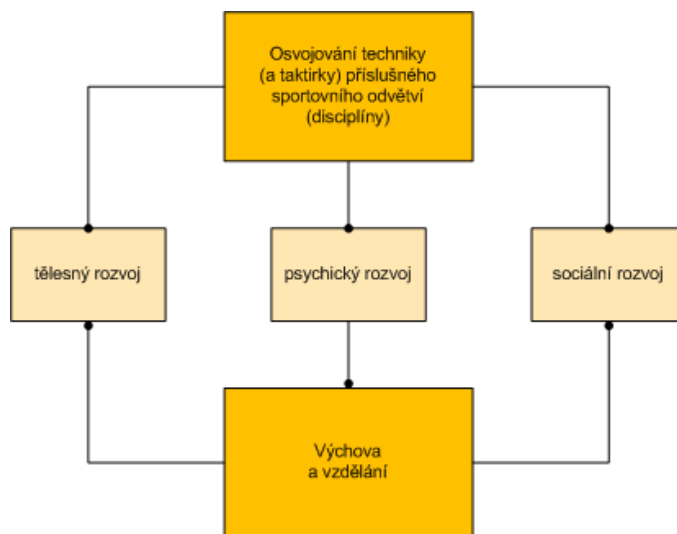 Osvojování techniky
(a taktirky) příslušného
sportovního odvětví
(disciplíny)
tělesný rozvoj
psychický rozvoj
sociální rozvoj
Výchova
a vzdělání